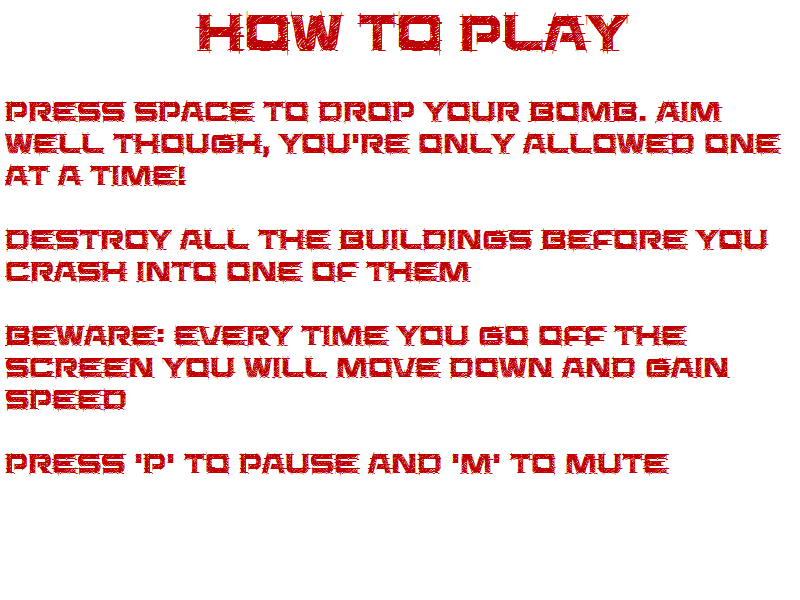 HOW TO PLAY
PRESS SPACE TO DROP YOUR BOMB. AIM
WELL THOUGH, YOU'RE ONLY ALLOWED ONE
AT A TIME!
DESTROY ALL THE BUILDINGS BEFORE YOU
CRASH INTO ONE OF THEM
BEWARE: EVERY TIME YOU GO OFF THE
SCREEN YOU WILL MOVE DOWN AND GAIN
SPEED
PRESS 'P' TO PAUSE AND 'M' TO MUTE